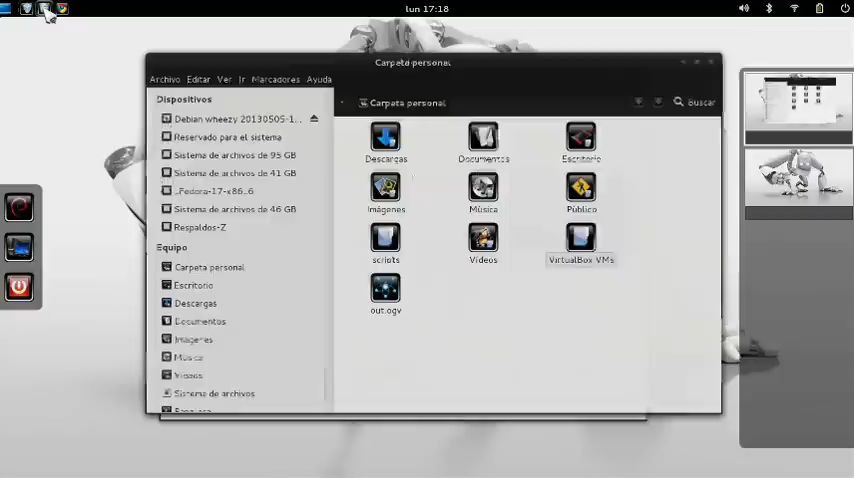 lun 17:18
Carpeta personal
Archivo Editar Ver Ir Marcadores Ayuda
Dispositivos
Debian wheezy 20130505-1...
Reservado para el sistema
Sistema de archivos de 95 GB
Sistema de archivos de 41 GB
_Fedora-17-x86_6
Sistema de archivos de 46 GB
Respaldos-Z
Equipo
Carpeta personal
Escritorio
Descargas
Documentos
Imágenes
Música
Vídeos
Sistema de archivos
Carpeta personal
Buscar
Descargas Documentos Escritorio
Imágenes Música Público
scripts Vídeos VirtualBox VMs
out.ogv